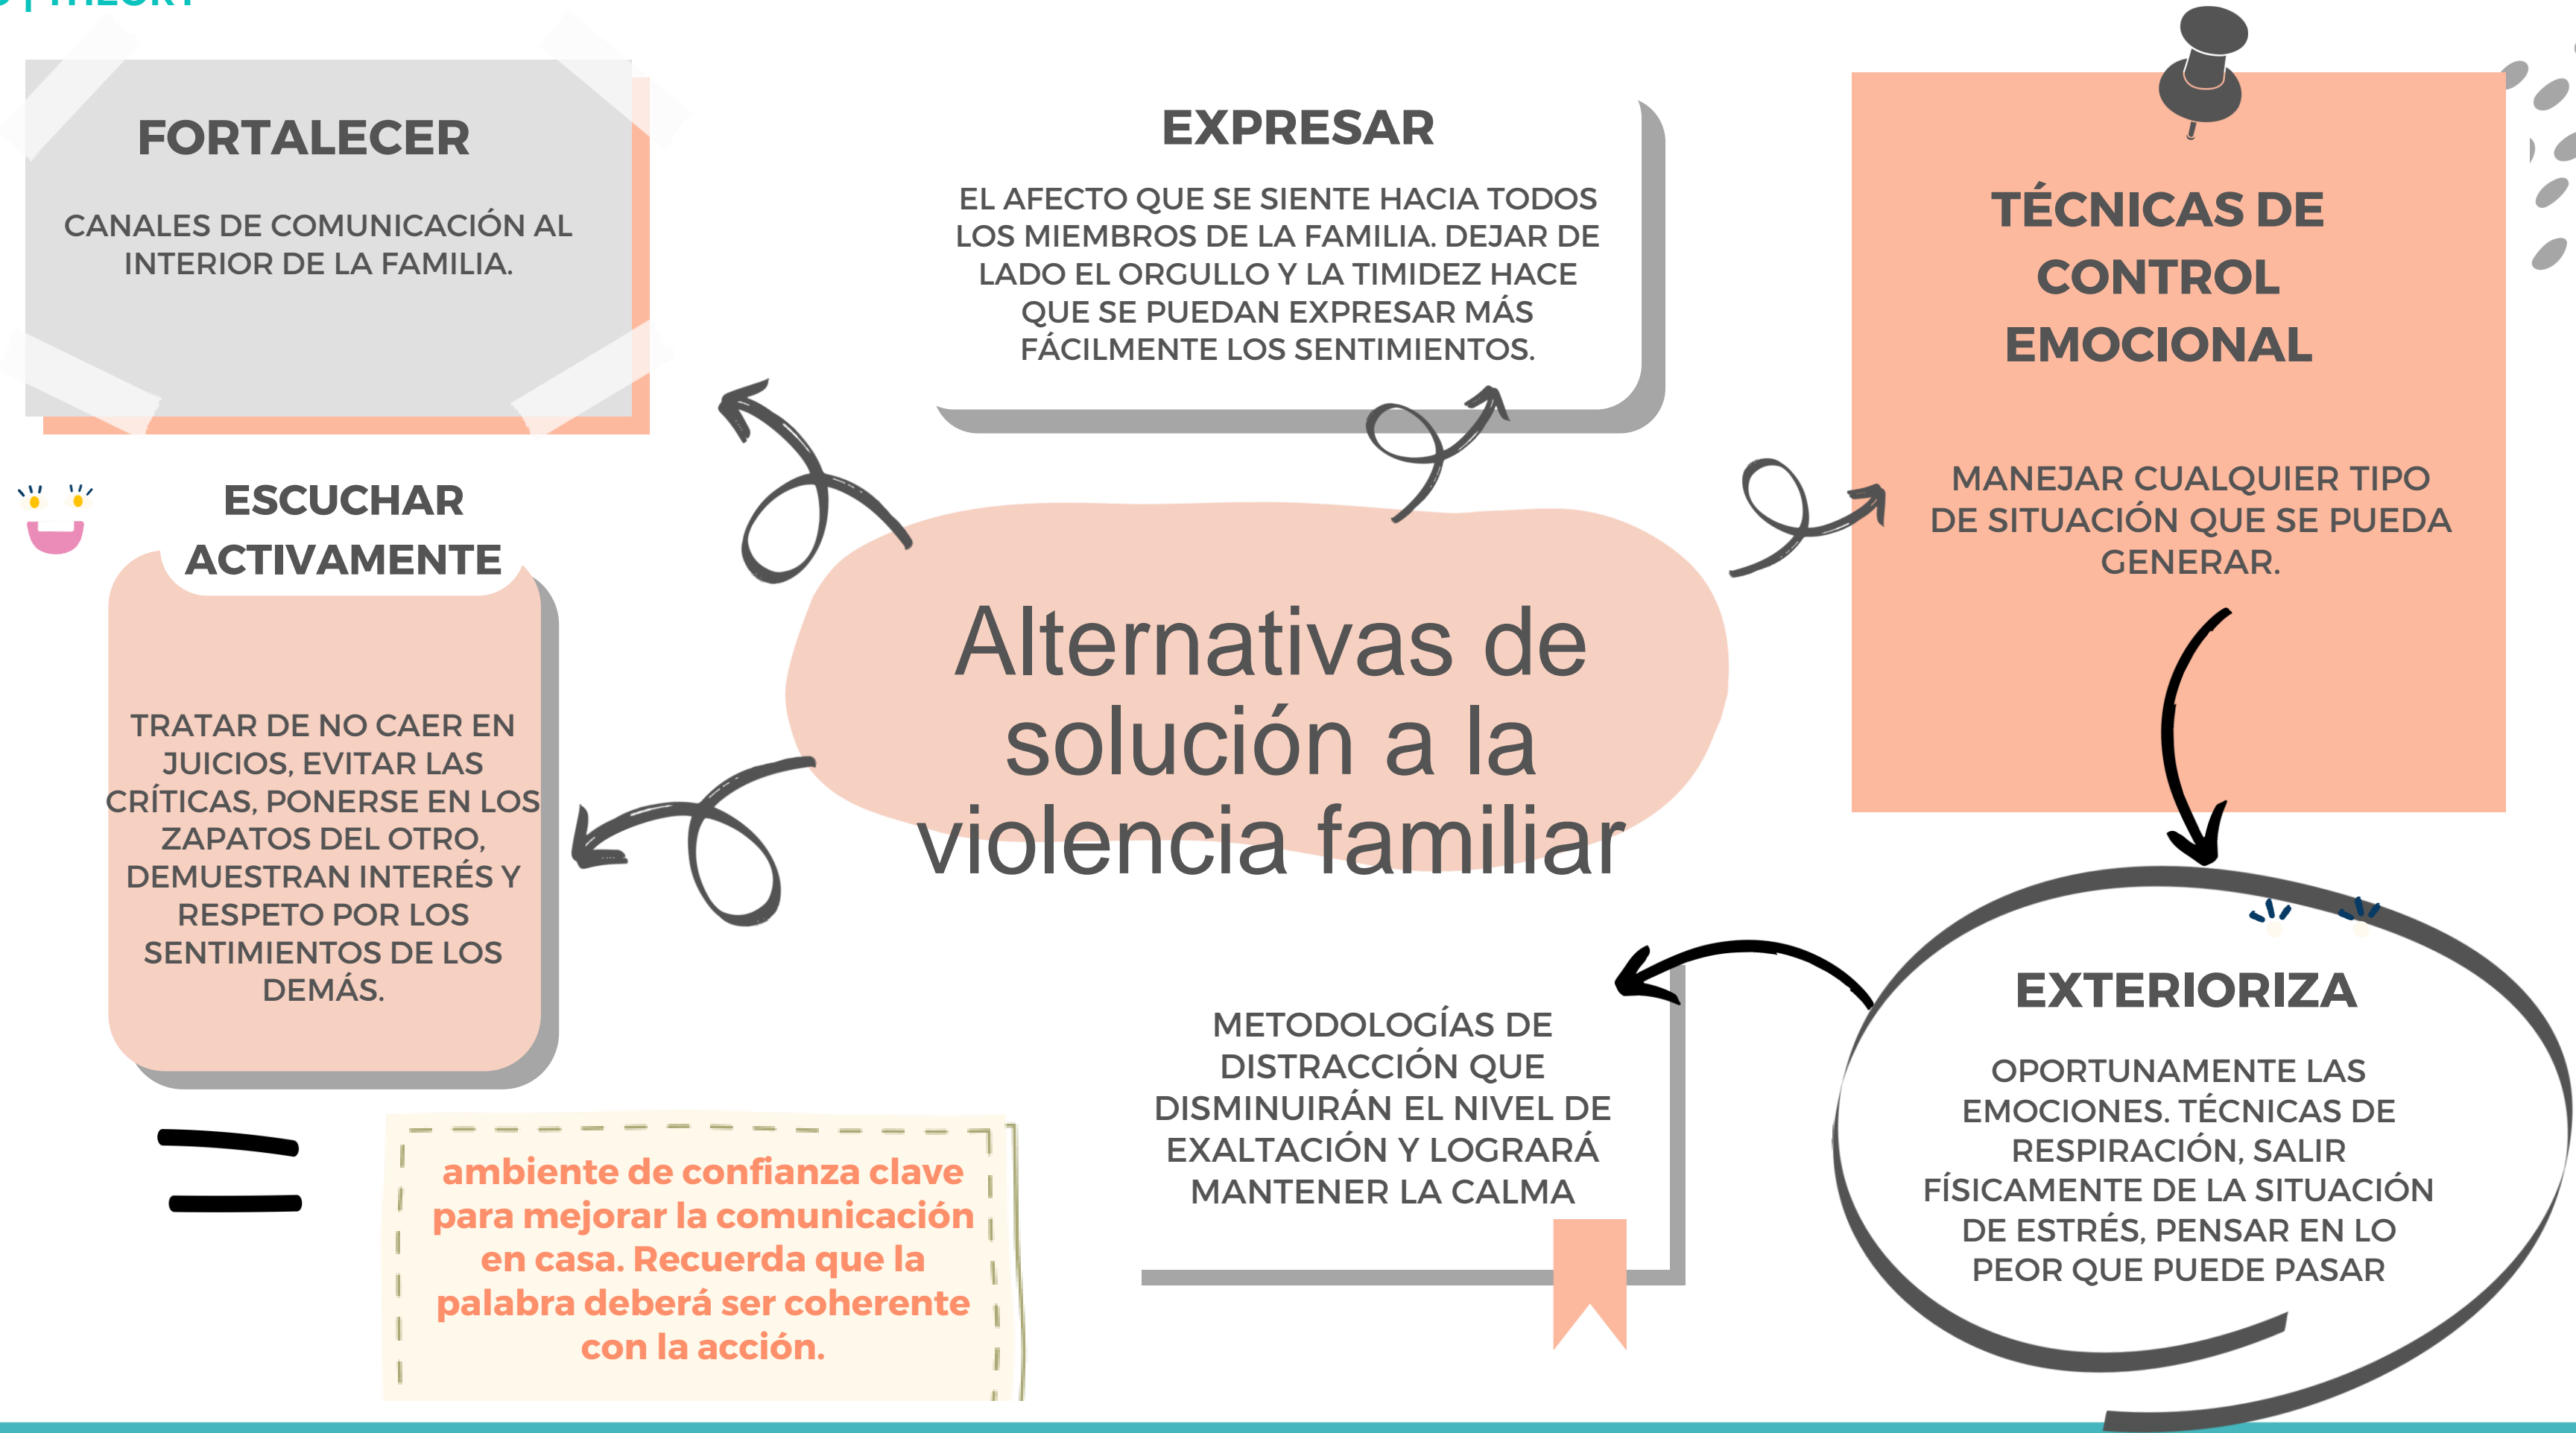 THEORY
FORTALECER
CANALES DE COMUNICACIÓN AL
INTERIOR DE LA FAMILIA.
EXPRESAR
EL AFECTO QUE SE SIENTE HACIA TODOS
LOS MIEMBROS DE LA FAMILIA. DEJAR DE
LADO EL ORGULLO Y LA TIMIDEZ HACE
QUE SE PUEDAN EXPRESAR MÁS
FÁCILMENTE LOS SENTIMIENTOS.
TÉCNICAS DE
CONTROL
EMOCIONAL
MANEJAR CUALQUIER TIPO
DE SITUACIÓN QUE SE PUEDA
GENERAR.
ESCUCHAR
ACTIVAMENTE
TRATAR DE NO CAER EN
JUICIOS, EVITAR LAS
CRÍTICAS, PONERSE EN LOS
ZAPATOS DEL OTRO,
DEMUESTRAN INTERÉS Y
RESPETO POR LOS
SENTIMIENTOS DE LOS
DEMÁS.
Alternativas de
solución a la
violencia familiar
EXTERIORIZA
OPORTUNAMENTE LAS
EMOCIONES. TÉCNICAS DE
RESPIRACIÓN, SALIR
FÍSICAMENTE DE LA SITUACIÓN
DE ESTRÉS, PENSAR EN LO
PEOR QUE PUEDE PASAR
METODOLOGÍAS DE
DISTRACCIÓN QUE
DISMINUIRÁN EL NIVEL DE
EXALTACIÓN Y LOGRARÁ
MANTENER LA CALMA
ambiente de confianza clave
para mejorar la comunicación
en casa. Recuerda que la
palabra deberá ser coherente
con la acción.